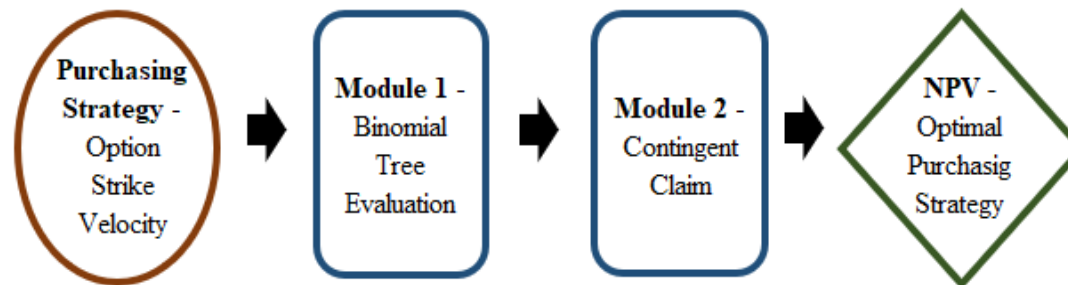 Purchasing
Strategy -
Option
Strike
Velocity
Module 1 -
Binomial
Tree
Evaluation
Module 2 -
Contingent
Claim
NPV -
Optimal
Purchasig
Strategy